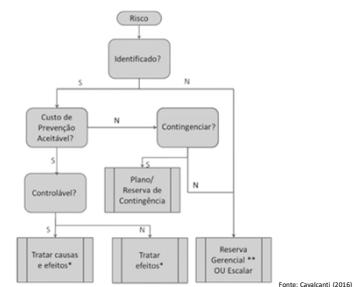 Risco
Identificado?
S
N
Custo de
Prevenção
Aceitável?
N
Contingenciar?
S
S
Plano/
Reserva de
Contingência
N
Controlável?
S
N
Tratar causas
e efeitos*
Tratar
efeitos*
Reserva
Gerencial **
OU Escalar
Fonte: Cavalcanti (2016)